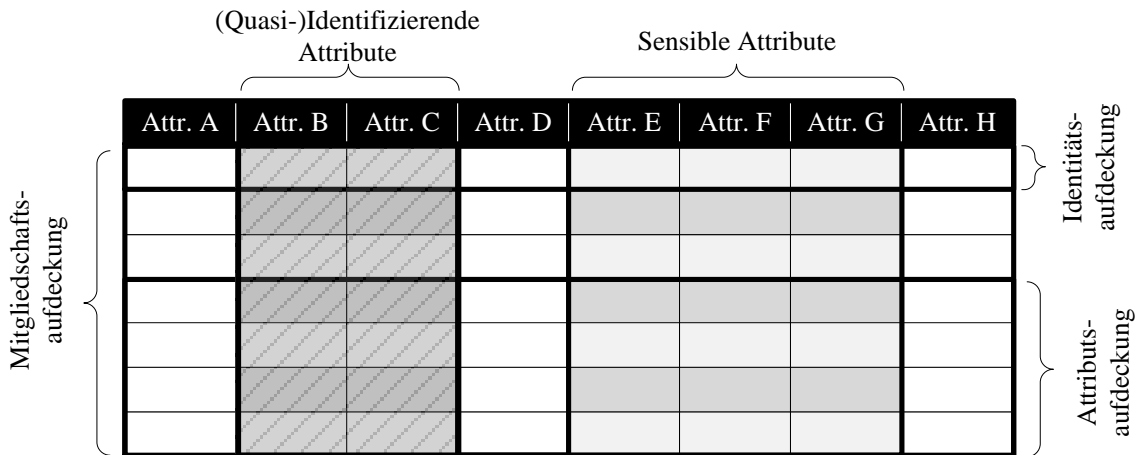 (Quasi-)Identifizierende
Attribute
Sensible Attribute
Attr. A Attr. B Attr. C Attr. D Attr. E Attr. F Attr. G Attr. H
Mitgliedschafts-
aufdeckung
Identitäts-
aufdeckung
Attributs-
aufdeckung